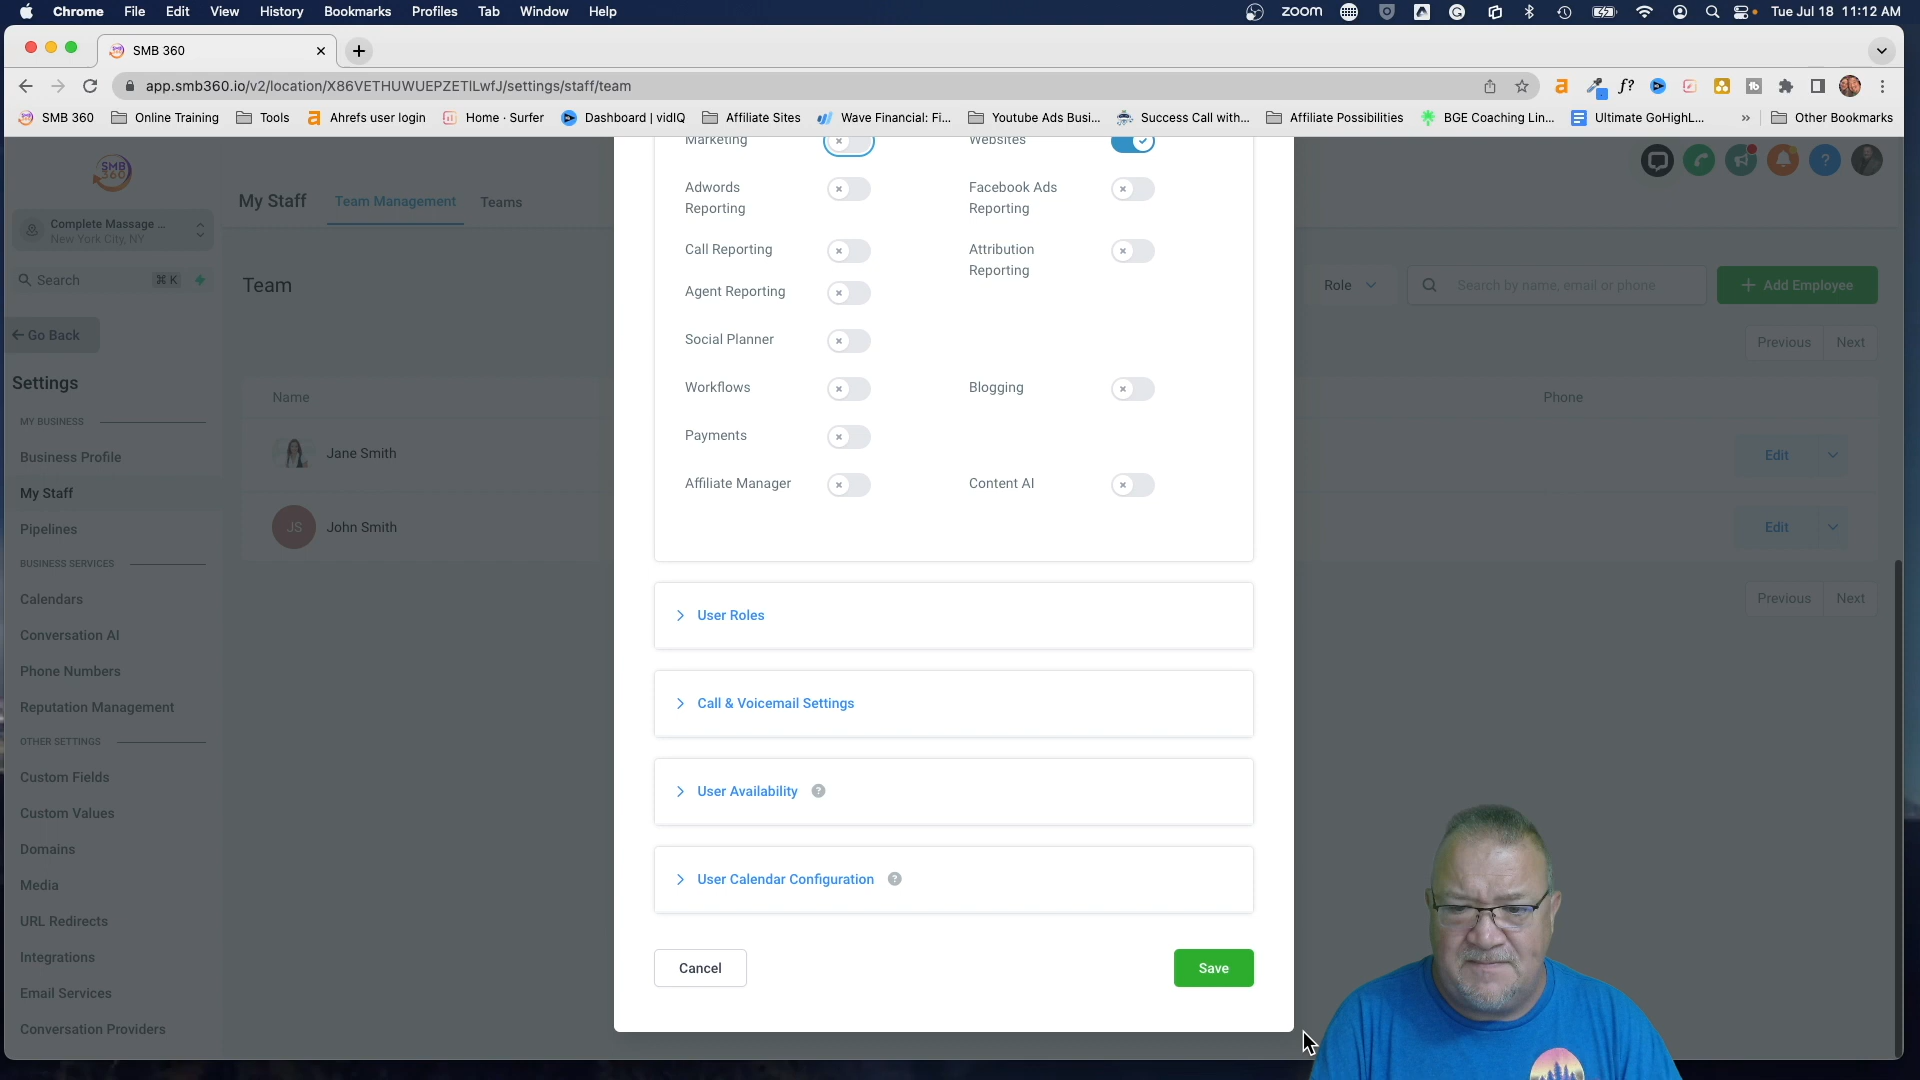 Chrome File Edit View History Bookmarks Profiles Tab Window Help zoom Tue Jul 18 11:12 AM
SMB 360
app.smb360.io/v2/location/X86VETHUWUEPZETlLwfJ/settings/staff/team
SMB 360 Online Training Tools Ahrefs user login Home · Surfer Dashboard | vidIQ Affiliate Sites Wave Financial: Fi... Youtube Ads Busi... Success Call with... Affiliate Possibilities BGE Coaching Lin... Ultimate GoHighL... » Other Bookmarks
SMB
360
My Staff Team Management Teams
Complete Massage ...
New York City, NY
Search ⌘ K
Team
Role Search by name, email or phone + Add Employee
Go Back
Previous Next
Settings
Name Phone
MY BUSINESS
Business Profile
Jane Smith Edit
My Staff
Pipelines
JS John Smith Edit
BUSINESS SERVICES
Calendars
Previous Next
Conversation AI
Phone Numbers
Reputation Management
OTHER SETTINGS
Custom Fields
Custom Values
Domains
Media
URL Redirects
Integrations
Email Services
Conversation Providers
Marketing Websites
Adwords
Reporting
Facebook Ads
Reporting
Call Reporting
Attribution
Reporting
Agent Reporting
Social Planner
Workflows Blogging
Payments
Affiliate Manager Content AI
User Roles
Call & Voicemail Settings
User Availability ?
User Calendar Configuration ?
Cancel Save